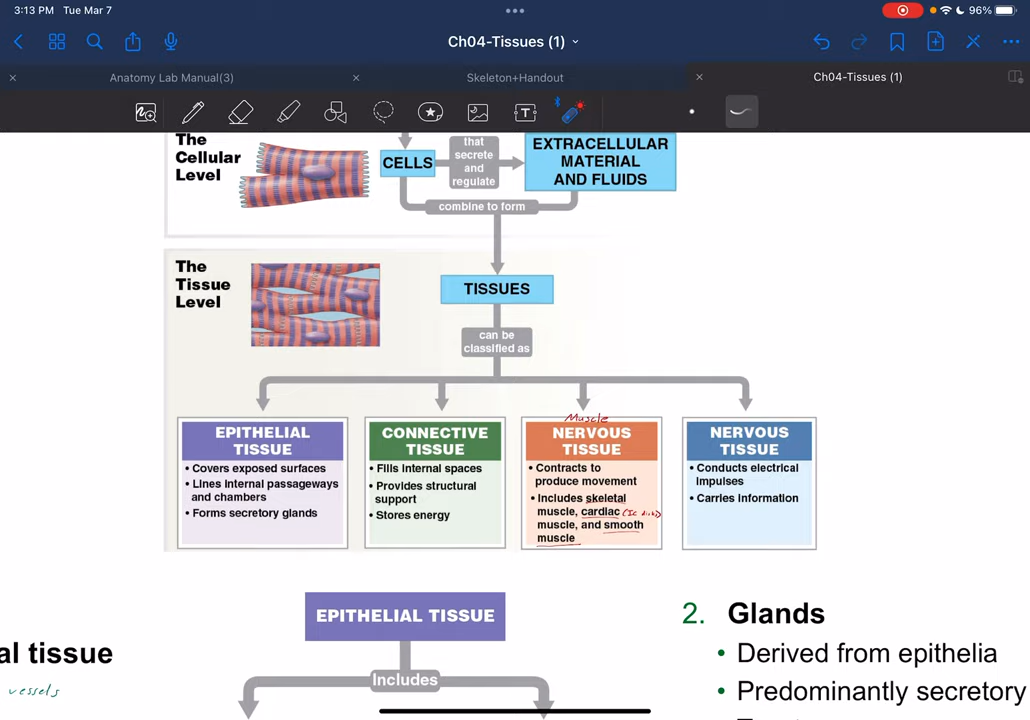 3:13 PM Tue Mar 7
96%
Ch04-Tissues (1)
Anatomy Lab Manual(3)
Skeleton+Handout
Ch04-Tissues (1)
The
Cellular
Level
CELLS
that
secrete
and
regulate
EXTRACELLULAR
MATERIAL
AND FLUIDS
combine to form
The
Tissue
Level
TISSUES
can be
classified as
EPITHELIAL
TISSUE
• Covers exposed surfaces
• Lines internal passageways
and chambers
• Forms secretory glands
CONNECTIVE
TISSUE
• Fills internal spaces
• Provides structural
support
• Stores energy
Muscle
NERVOUS
TISSUE
• Contracts to
produce movement
• Includes skeletal
muscle, cardiac
muscle, and smooth
muscle
NERVOUS
TISSUE
• Conducts electrical
impulses
• Carries information
al tissue
vessels
EPITHELIAL TISSUE
Includes
2. Glands
• Derived from epithelia
• Predominantly secretory